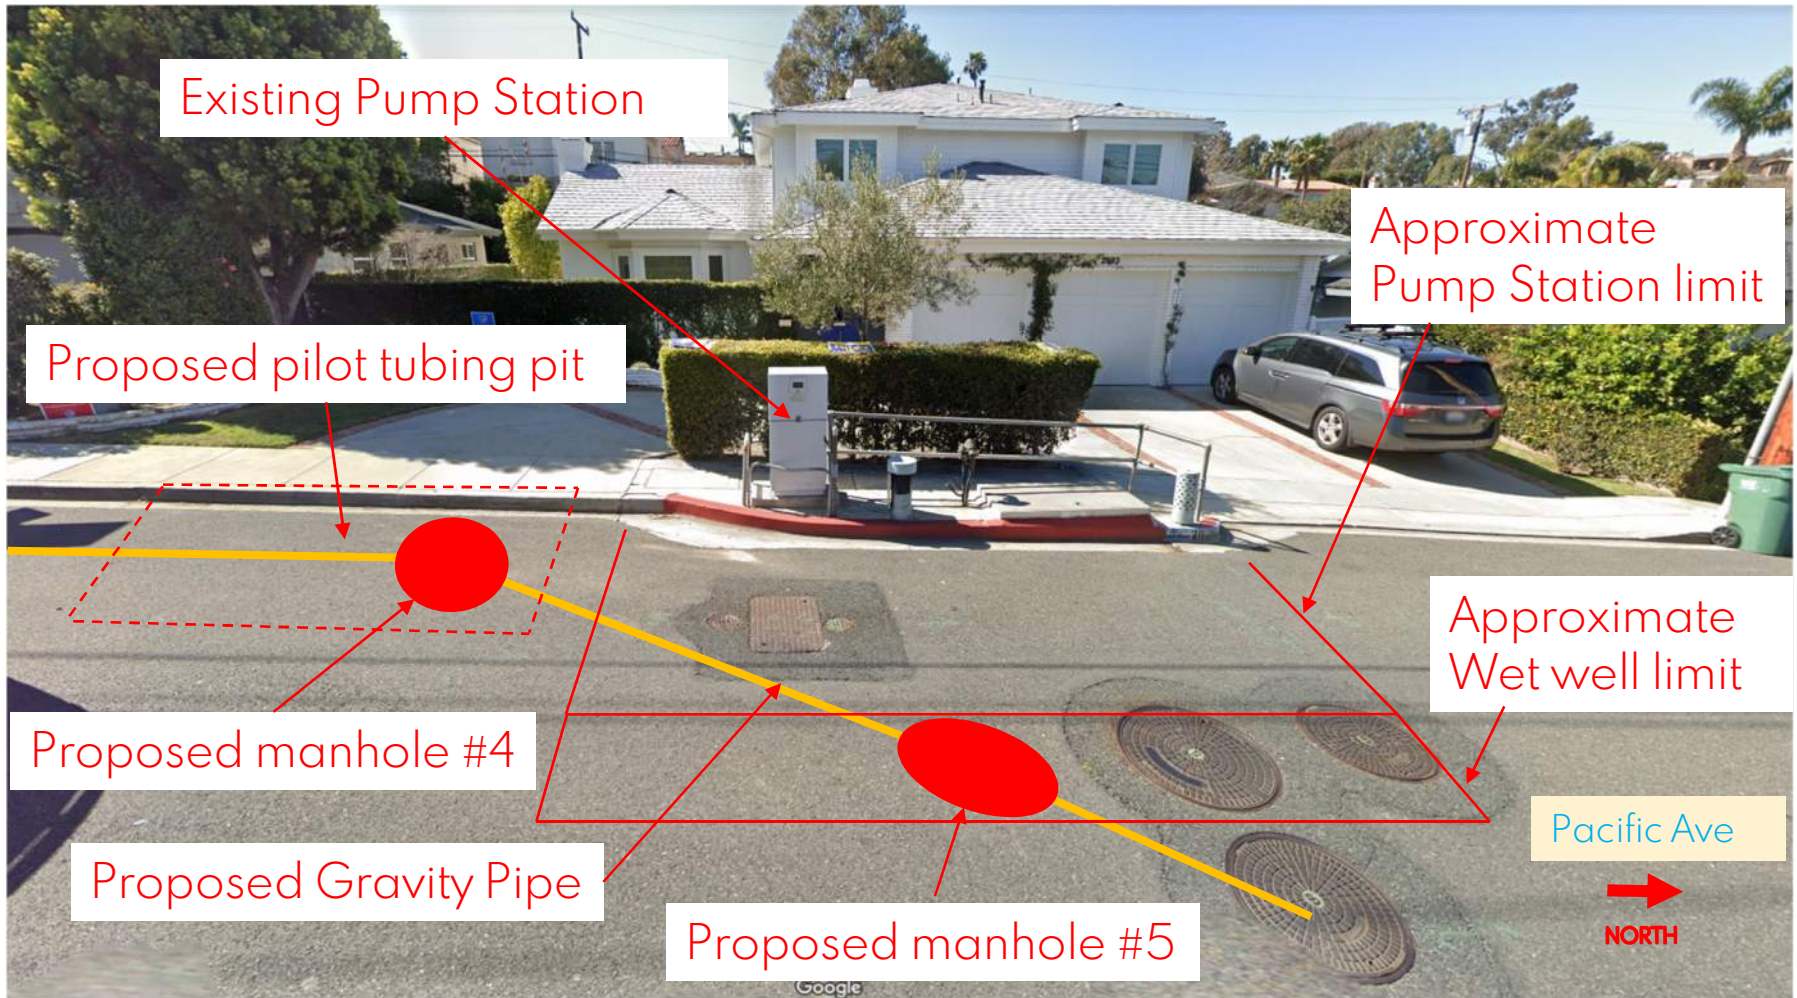 Existing Pump Station
Approximate
Pump Station limit
Proposed pilot tubing pit
Approximate
Wet well limit
Proposed manhole #4
Pacific Ave
Proposed Gravity Pipe
NORTH
Proposed manhole #5
Google